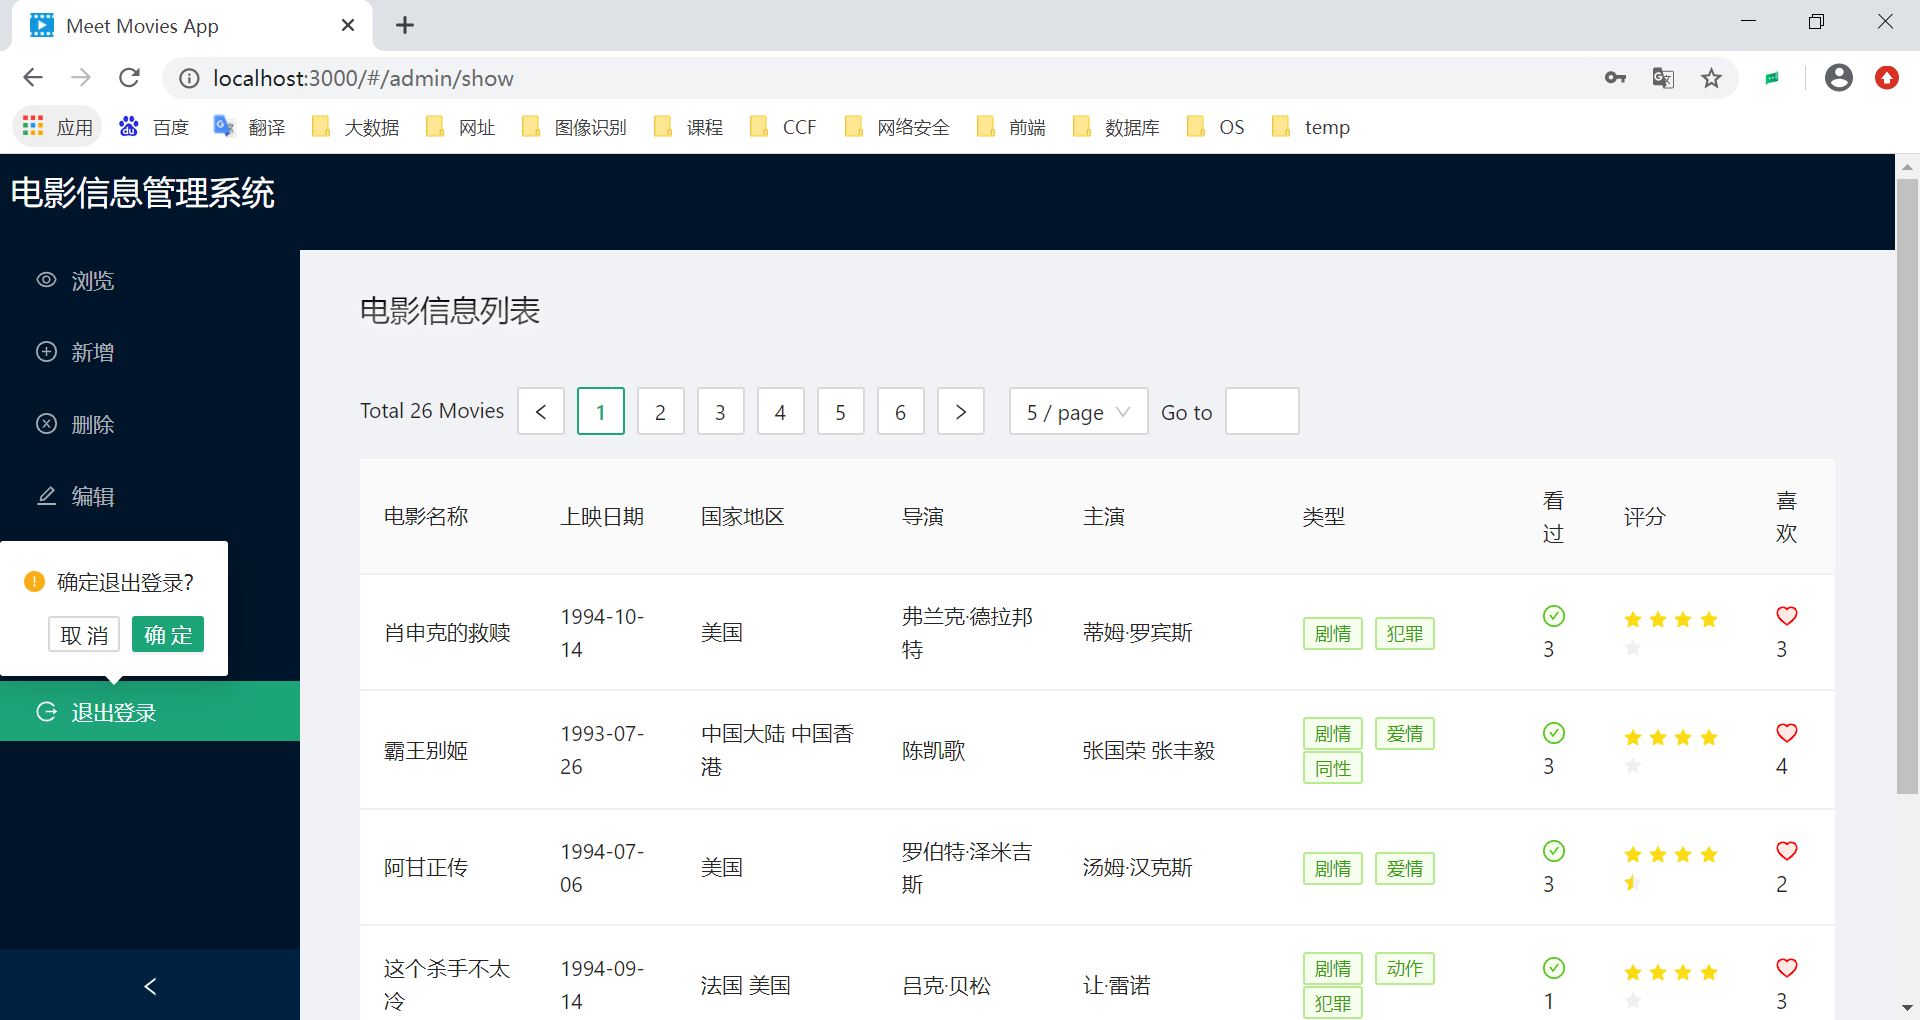 Meet Movies App
localhost:3000/#/admin/show
应用 百度 翻译 大数据 网址 图像识别 课程 CCF 网络安全 前端 数据库 OS temp
电影信息管理系统
浏览
新增
删除
编辑
确定退出登录?
取 消 确 定
退出登录
电影信息列表
Total 26 Movies 1 2 3 4 5 6 5 / page Go to
电影名称 上映日期 国家地区 导演 主演 类型 看过 评分 喜欢
肖申克的救赎 1994-10-14 美国 弗兰克·德拉邦特 蒂姆·罗宾斯 剧情 犯罪 3 3
霸王别姬 1993-07-26 中国大陆 中国香港 陈凯歌 张国荣 张丰毅 剧情 爱情 同性 3 4
阿甘正传 1994-07-06 美国 罗伯特·泽米吉斯 汤姆·汉克斯 剧情 爱情 3 2
这个杀手不太冷 1994-09-14 法国 美国 吕克·贝松 让·雷诺 剧情 动作 犯罪 1 3